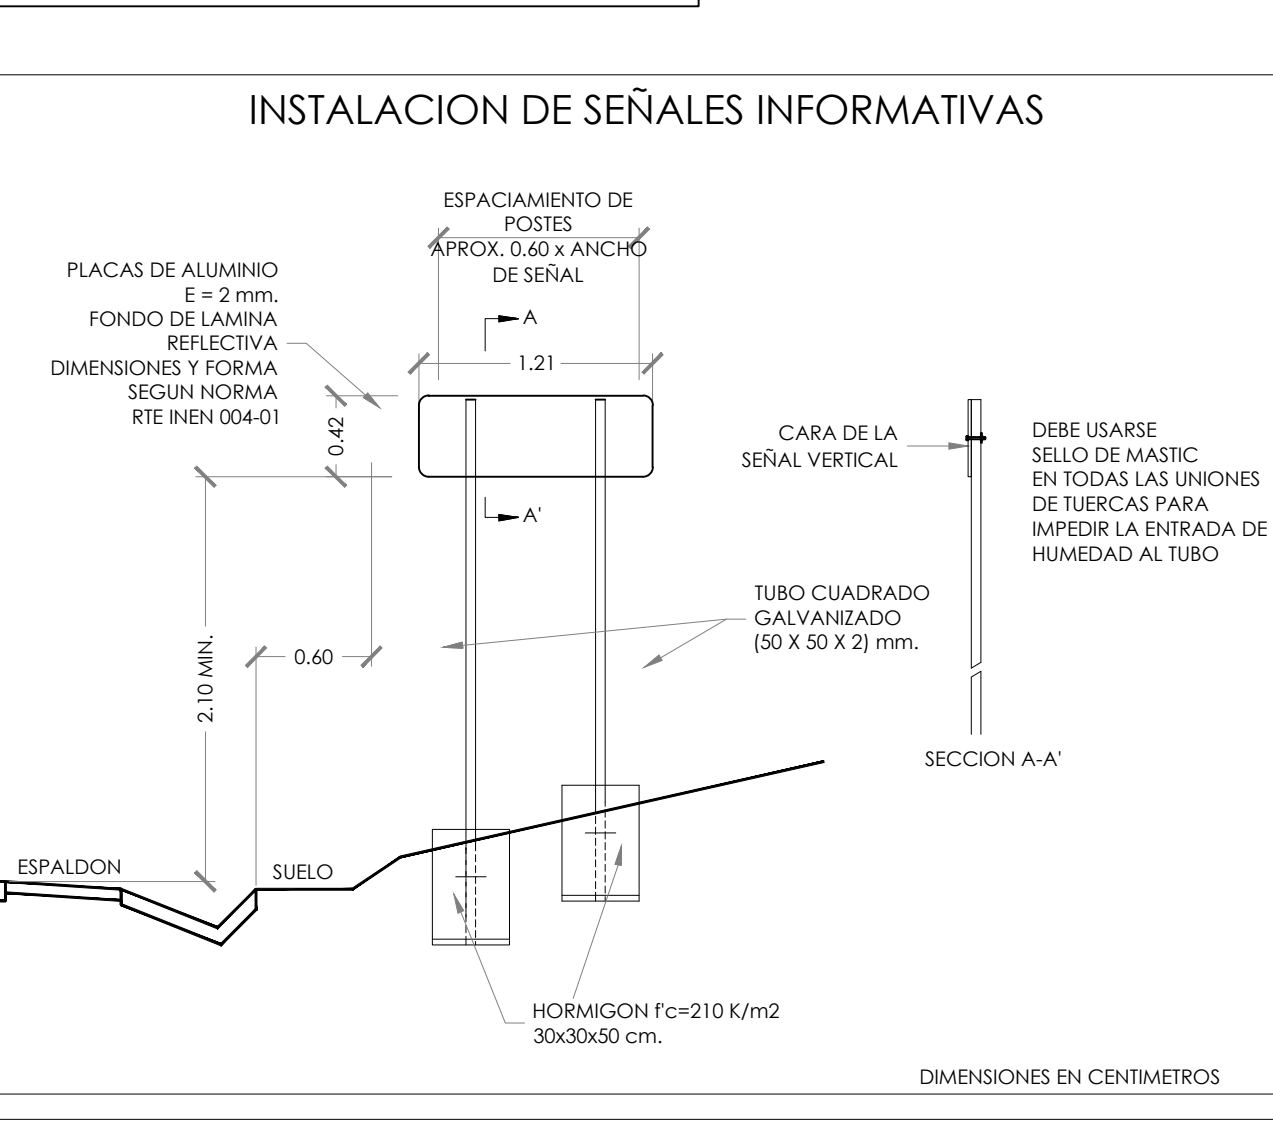 INSTALACION DE SEÑALES INFORMATIVAS
ESPACIAMIENTO DE
POSTES
APROX. 0.60 x ANCHO
DE SEÑAL
PLACAS DE ALUMINIO
E = 2 mm.
FONDO DE LAMINA
REFLECTIVA
DIMENSIONES Y FORMA
SEGUN NORMA
RTE INEN 004-01
A
1.21
0.42
A'
CARA DE LA
SEÑAL VERTICAL
DEBE USARSE
SELLO DE MASTIC
EN TODAS LAS UNIONES
DE TUERCAS PARA
IMPEDIR LA ENTRADA DE
HUMEDAD AL TUBO
TUBO CUADRADO
GALVANIZADO
(50 X 50 X 2) mm.
0.60
2.10 MIN.
SECCION A-A'
ESPALDON
SUELO
HORMIGON f'c=210 K/m2
30x30x50 cm.
DIMENSIONES EN CENTIMETROS